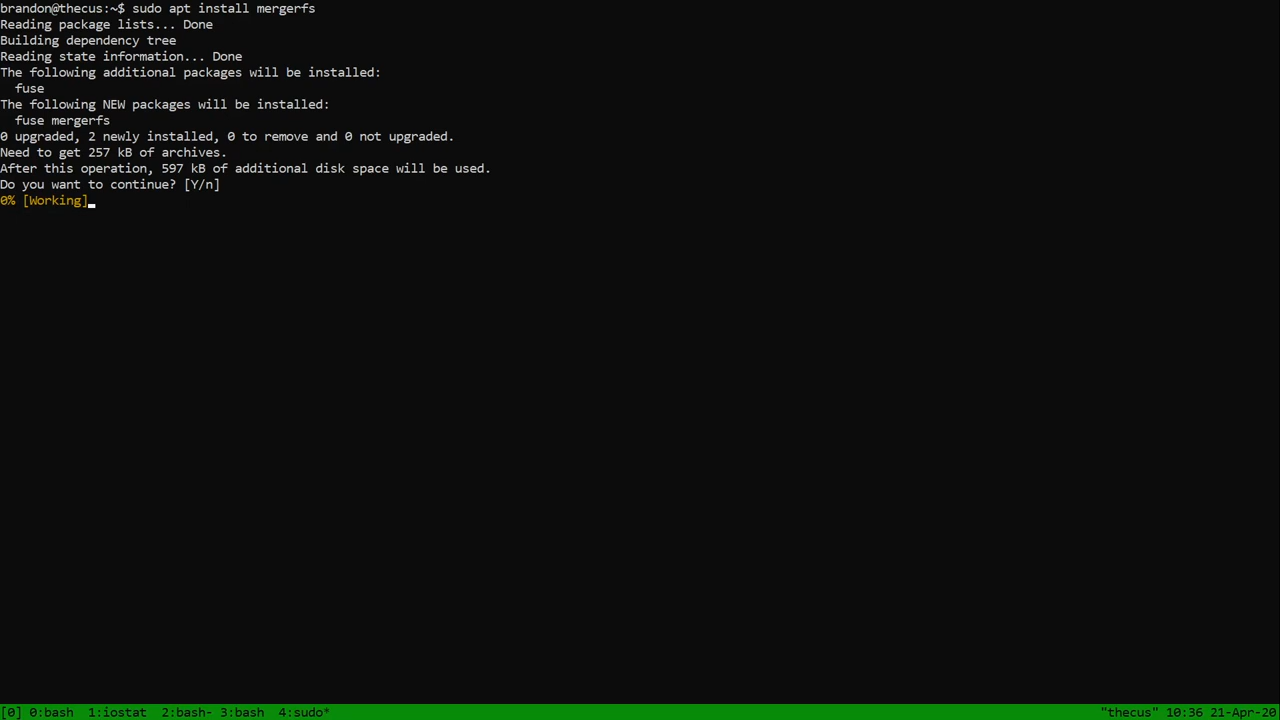 brandon@thecus:~$ sudo apt install mergerfs
Reading package lists... Done
Building dependency tree
Reading state information... Done
The following additional packages will be installed:
  fuse
The following NEW packages will be installed:
  fuse mergerfs
0 upgraded, 2 newly installed, 0 to remove and 0 not upgraded.
Need to get 257 kB of archives.
After this operation, 597 kB of additional disk space will be used.
Do you want to continue? [Y/n]
0% [Working]
[0] 0:bash  1:iostat  2:bash- 3:bash  4:sudo* "thecus" 10:36 21-Apr-20